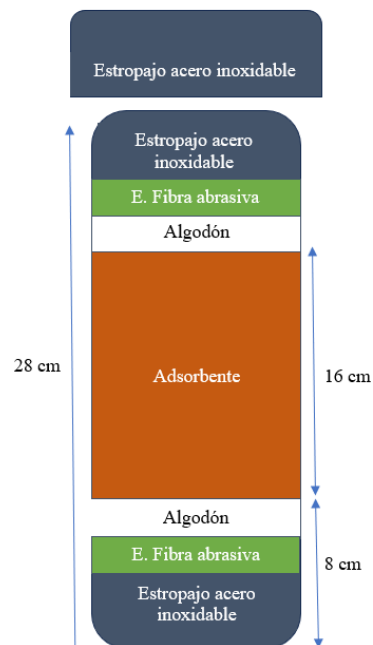 Estropajo acero inoxidable
Estropajo acero
inoxidable
E. Fibra abrasiva
Algodón
28 cm
Adsorbente
16 cm
Algodón
E. Fibra abrasiva
8 cm
Estropajo acero
inoxidable